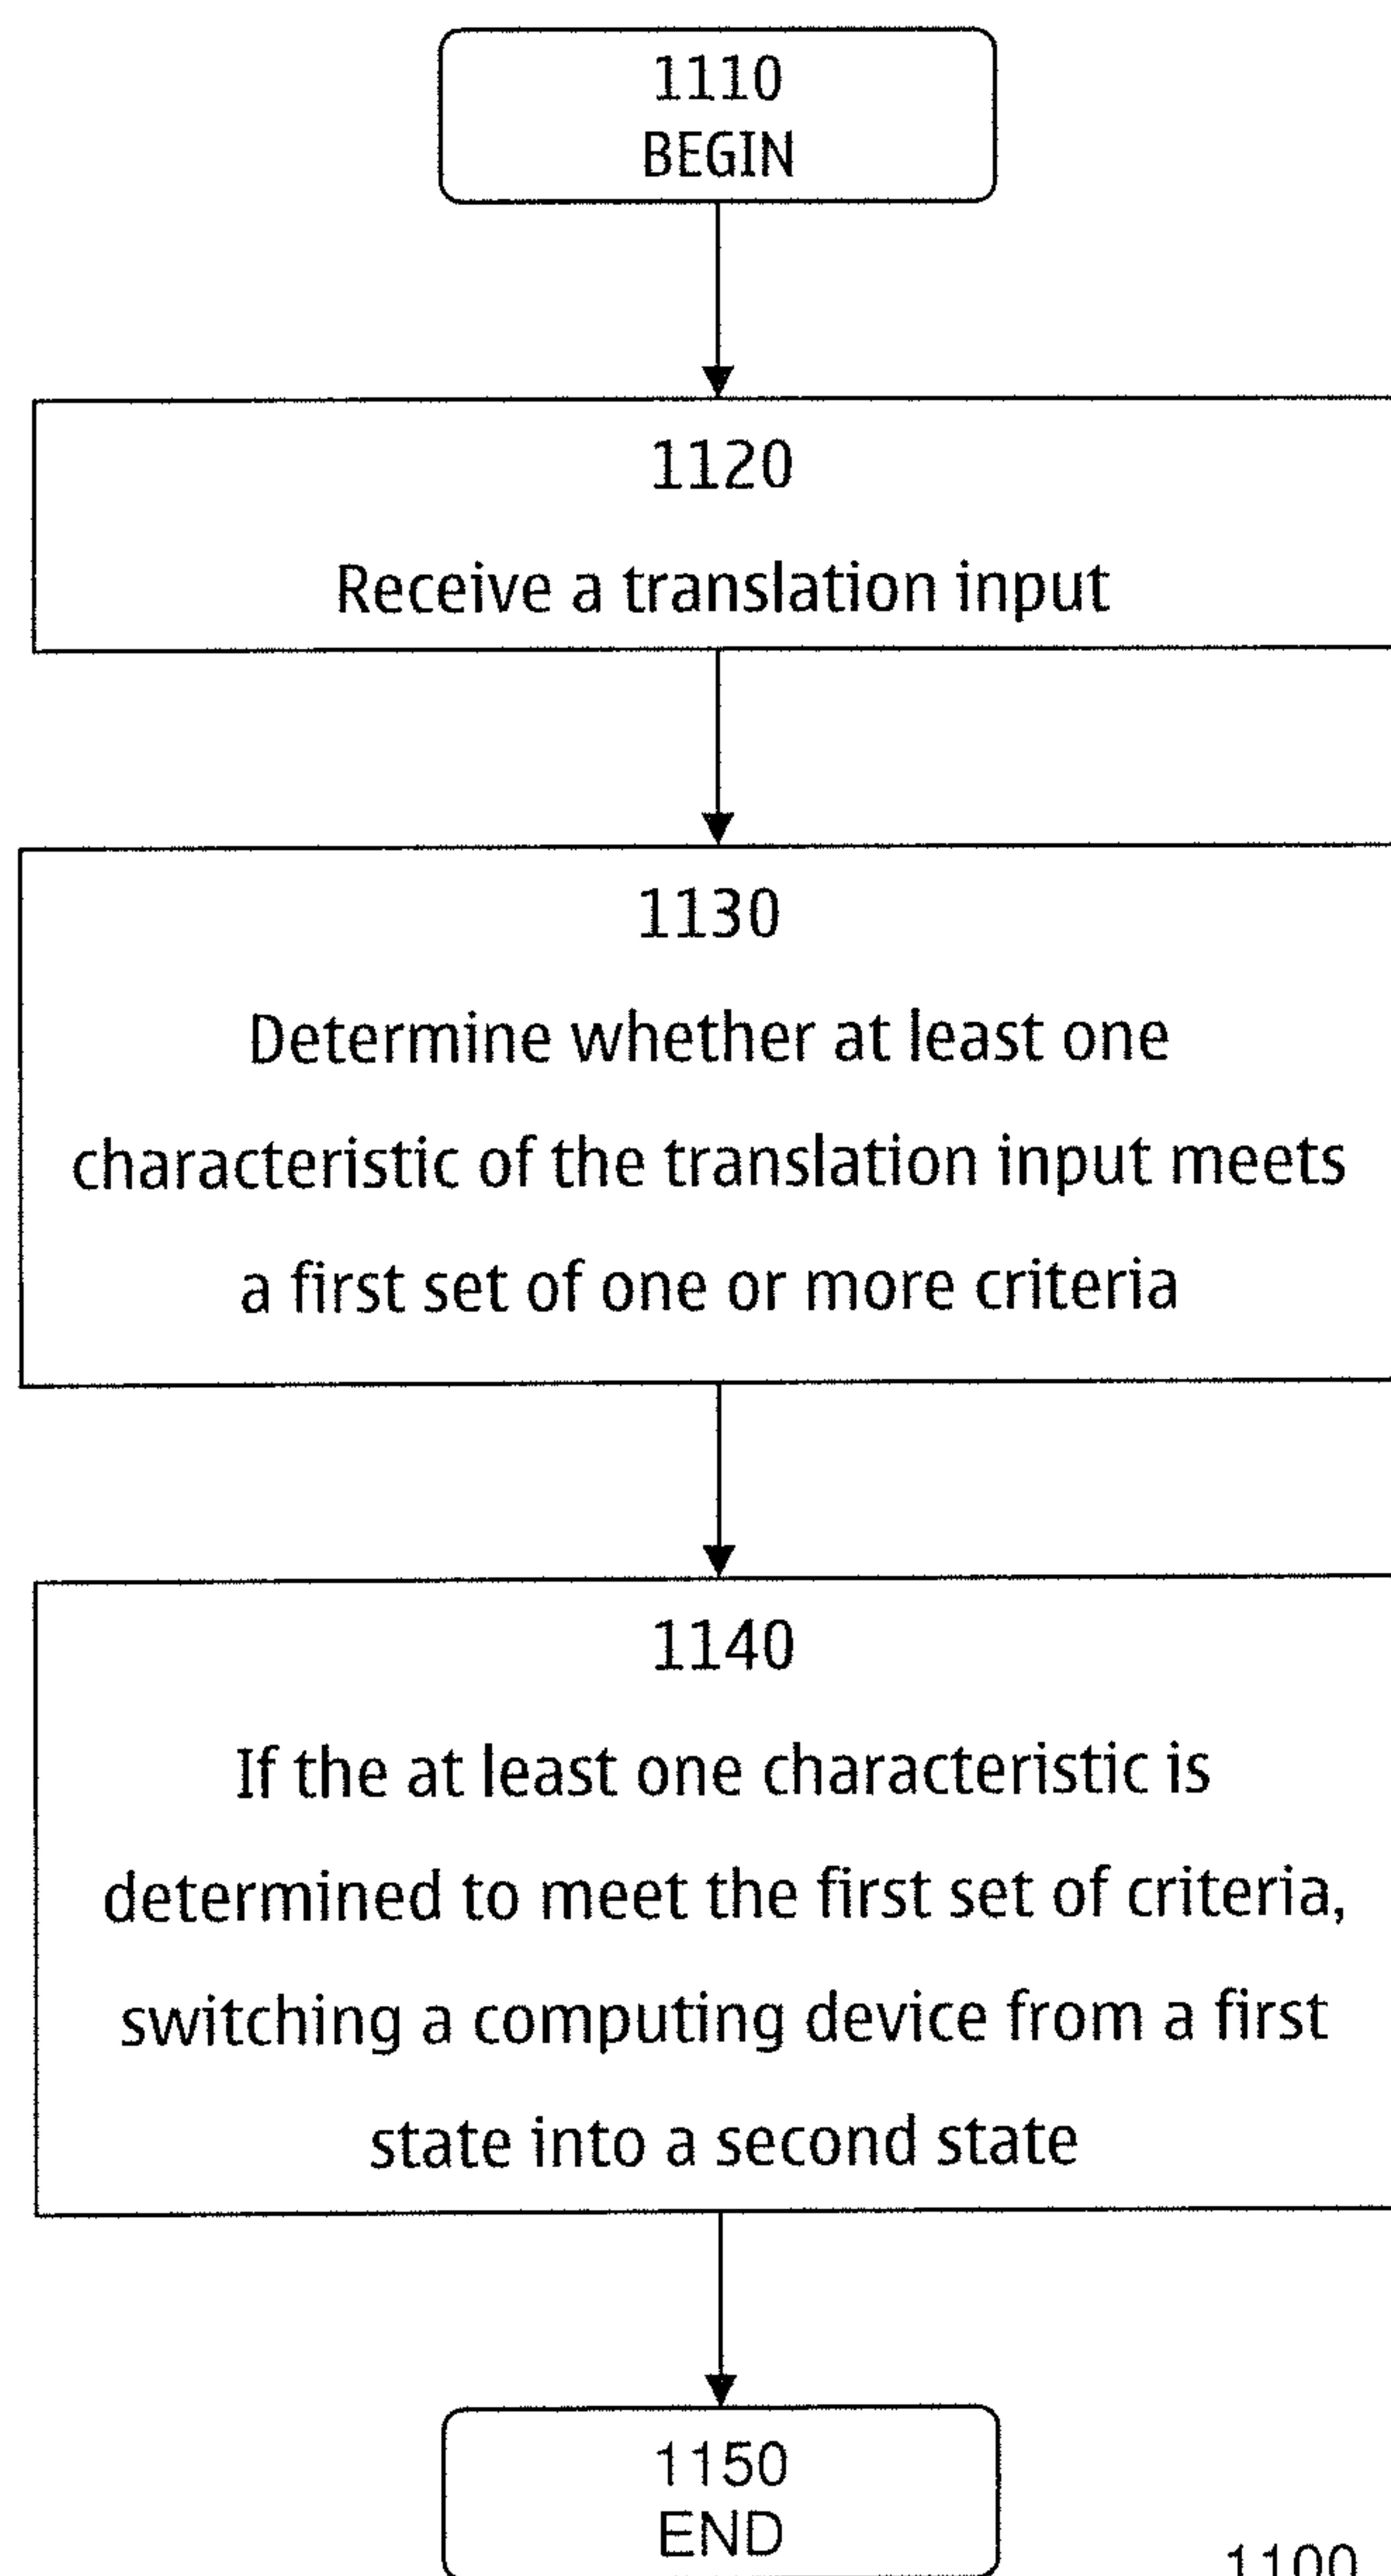 1110
BEGIN
1120
Receive a translation input
1130
Determine whether at least one
characteristic of the translation input meets
a first set of one or more criteria
1140
If the at least one characteristic is
determined to meet the first set of criteria,
switching a computing device from a first
state into a second state
1150
END
1100